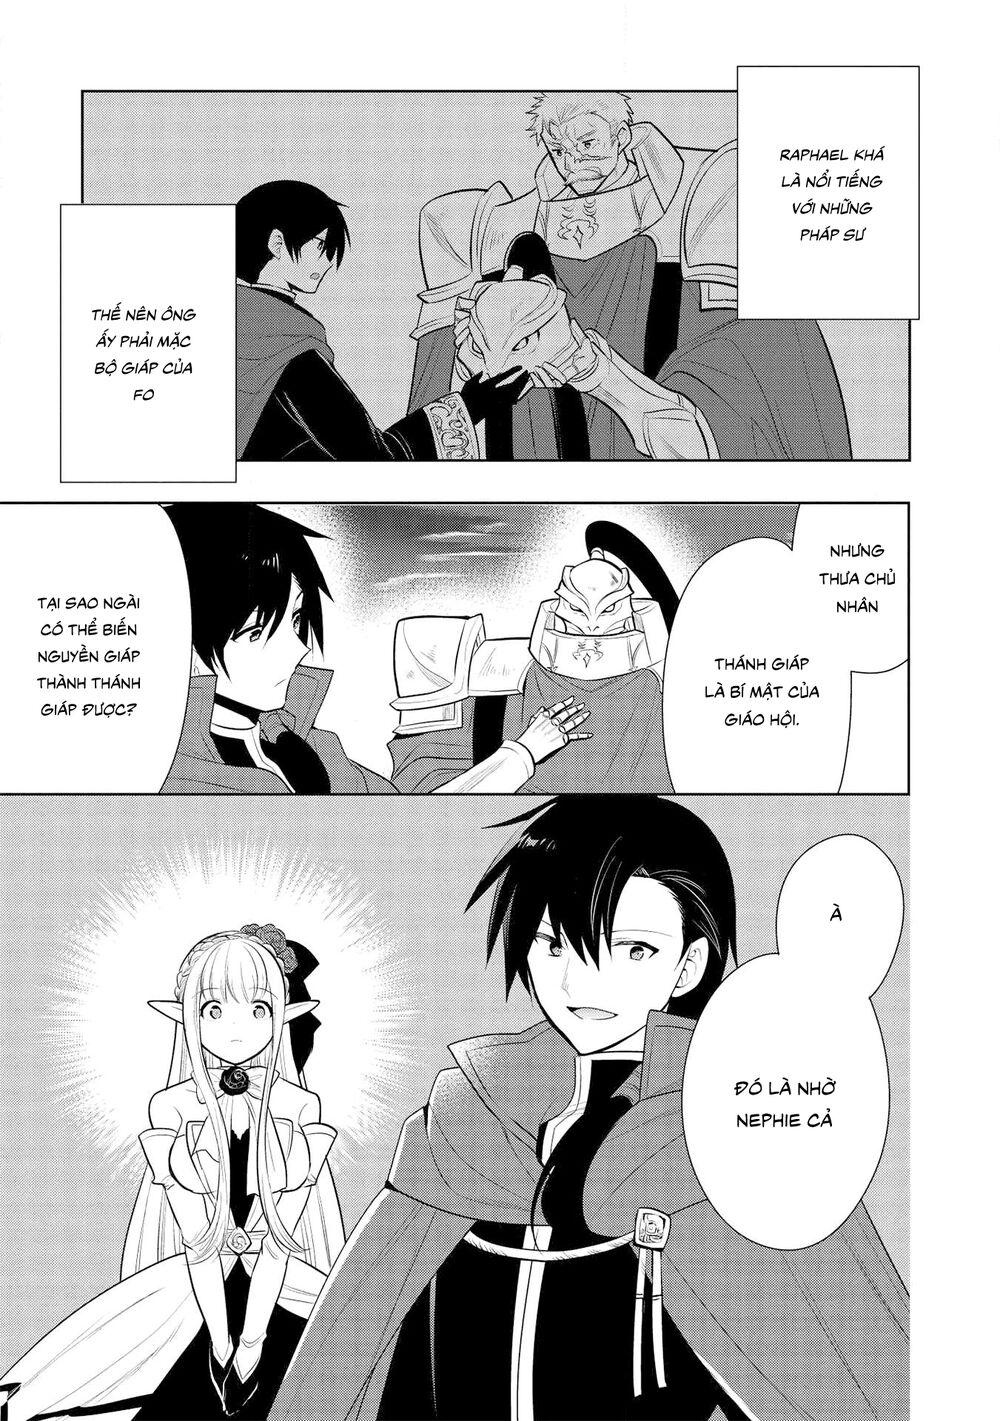 RAPHAEL KHÁ
LÀ NỔI TIẾNG
VỚI NHỮNG
PHÁP SƯ
THẾ NÊN ÔNG
ẤY PHẢI MẶC
BỘ GIÁP CỦA
FO
NHƯNG
THƯA CHỦ
NHÂN
THÁNH GIÁP
LÀ BÍ MẬT CỦA
GIÁO HỘI.
TẠI SAO NGÀI
CÓ THỂ BIẾN
NGUYỀN GIÁP
THÀNH THÁNH
GIÁP ĐƯỢC?
À
ĐÓ LÀ NHỜ
NEPHIE CẢ